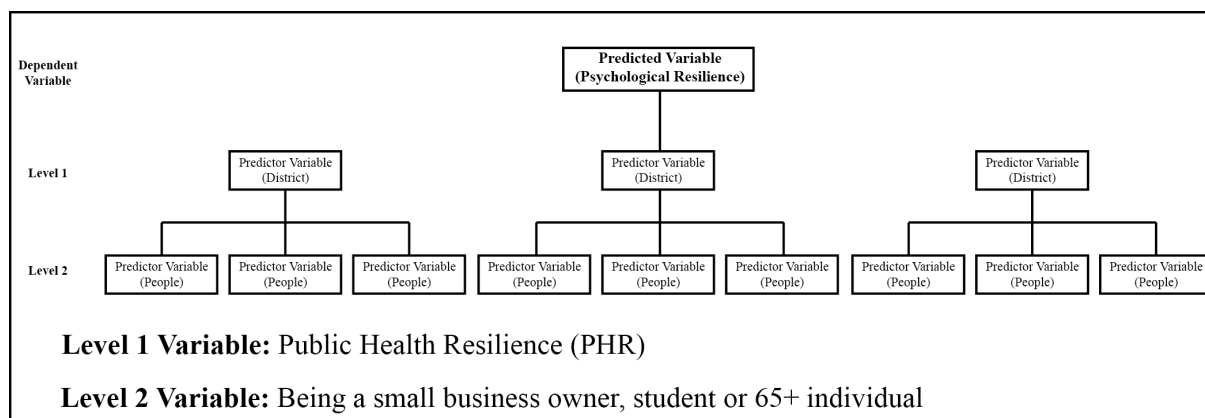 Dependent
Variable
Predicted Variable
(Psychological Resilience)
Level 1
Predictor Variable
(District)
Predictor Variable
(District)
Predictor Variable
(District)
Level 2
Predictor Variable
(People)
Predictor Variable
(People)
Predictor Variable
(People)
Predictor Variable
(People)
Predictor Variable
(People)
Predictor Variable
(People)
Predictor Variable
(People)
Predictor Variable
(People)
Predictor Variable
(People)
Level 1 Variable: Public Health Resilience (PHR)
Level 2 Variable: Being a small business owner, student or 65+ individual